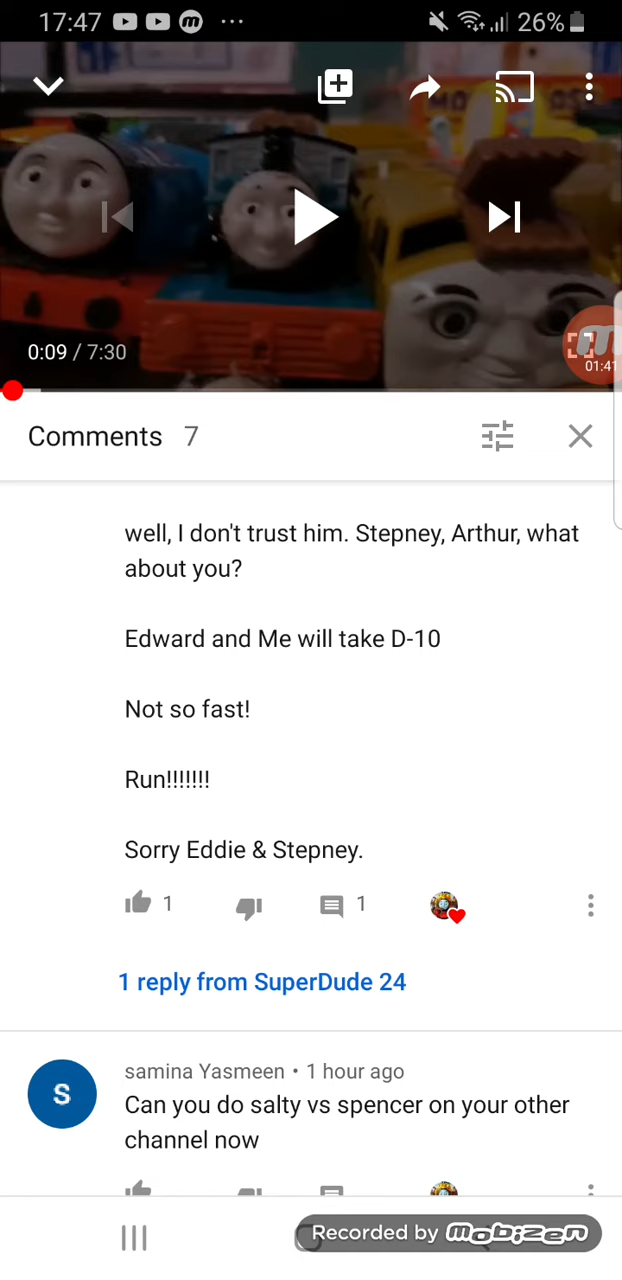 17:47
26%
0:09 / 7:30
01:41
Comments 7
well, I don't trust him. Stepney, Arthur, what
about you?
Edward and Me will take D-10
Not so fast!
Run!!!!!!!
Sorry Eddie & Stepney.
1
1
1 reply from SuperDude 24
S
samina Yasmeen • 1 hour ago
Can you do salty vs spencer on your other
channel now
Recorded by mobizen